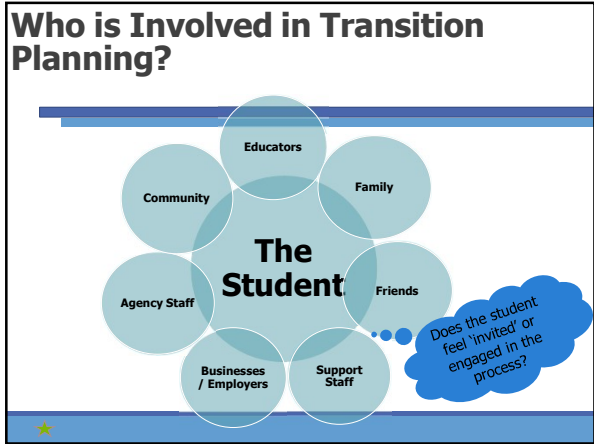 Who is Involved in Transition
Planning?
Educators
Family
Community
The
Student
Friends
Agency Staff
Does the student
feel ‘invited’ or
engaged in the
process?
Businesses
/ Employers
Support
Staff